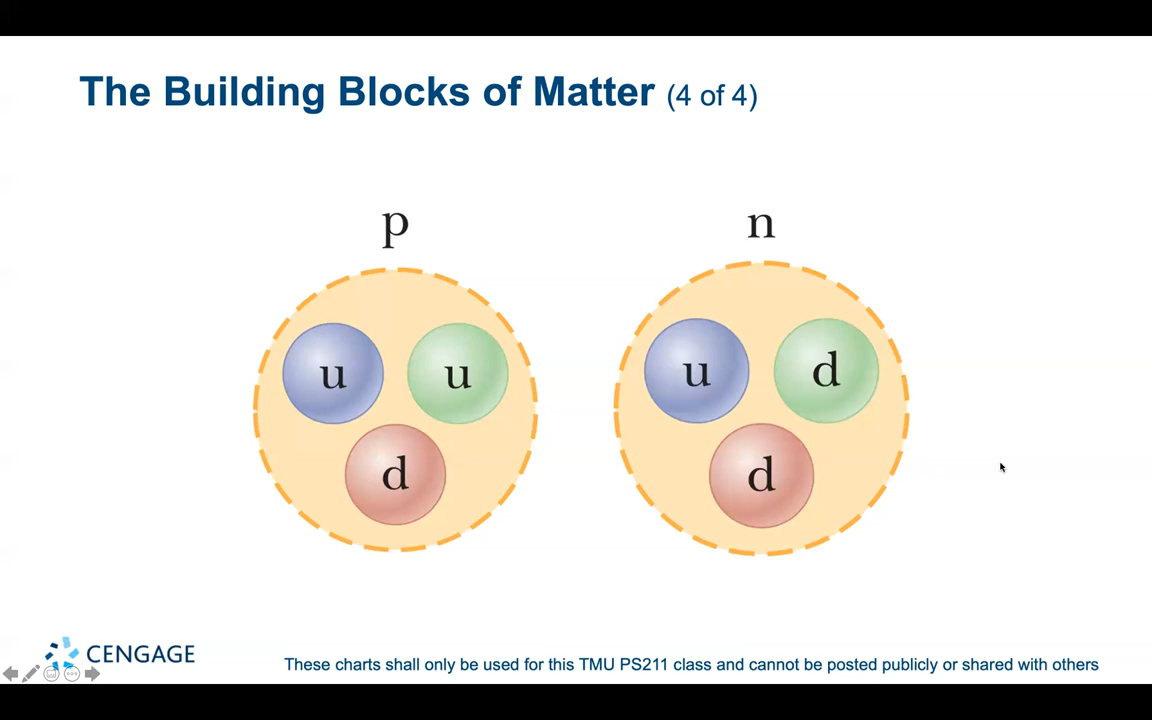 The Building Blocks of Matter (4 of 4)
p
n
u
u
d
u
d
d
CENGAGE
These charts shall only be used for this TMU PS211 class and cannot be posted publicly or shared with others